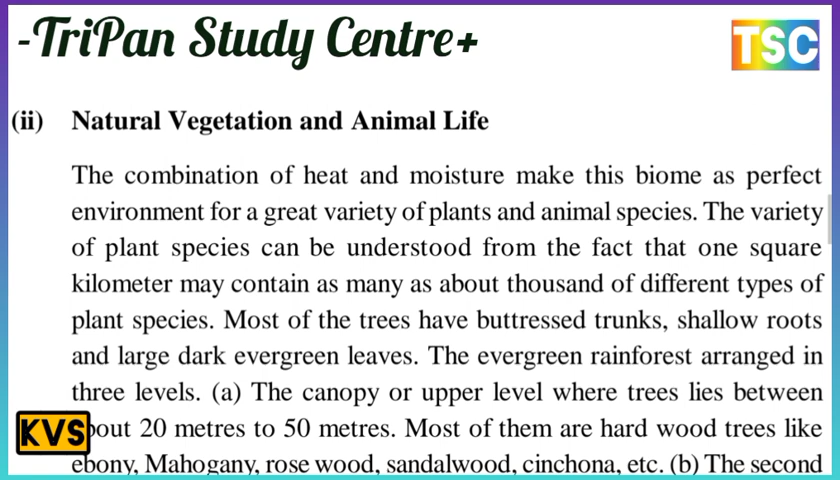 -TriPan Study Centre+
TSC
(ii) Natural Vegetation and Animal Life
The combination of heat and moisture make this biome as perfect
environment for a great variety of plants and animal species. The variety
of plant species can be understood from the fact that one square
kilometer may contain as many as about thousand of different types of
plant species. Most of the trees have buttressed trunks, shallow roots
and large dark evergreen leaves. The evergreen rainforest arranged in
three levels. (a) The canopy or upper level where trees lies between
KVS bout 20 metres to 50 metres. Most of them are hard wood trees like
ebony, Mahogany, rose wood, sandalwood, cinchona, etc. (b) The second